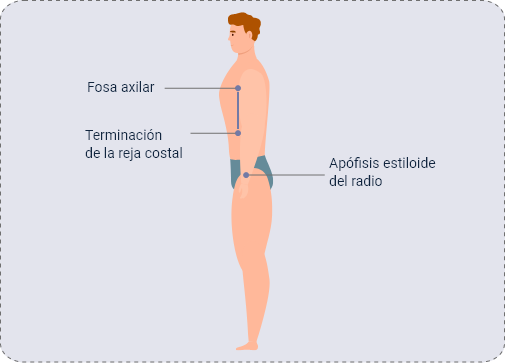 Fosa axilar
Terminación
de la reja costal
Apófisis estiloide
del radio